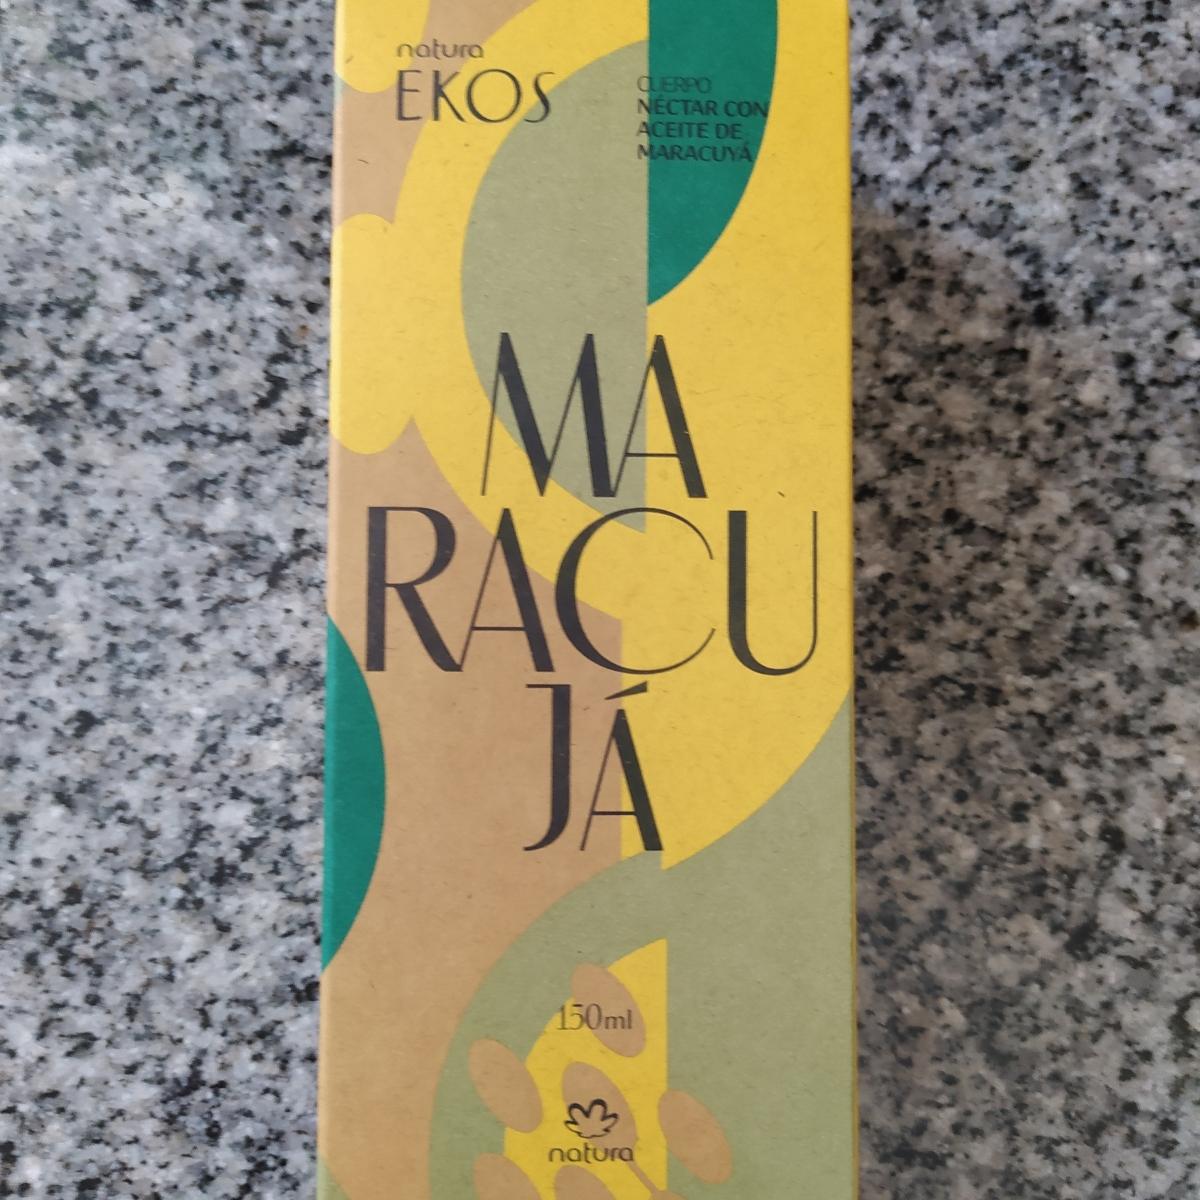 natura
EKOS
CUERPO
NÉCTAR CON
ACEITE DE
MARACUYÁ
MA
RACU
JÁ
150ml
natura